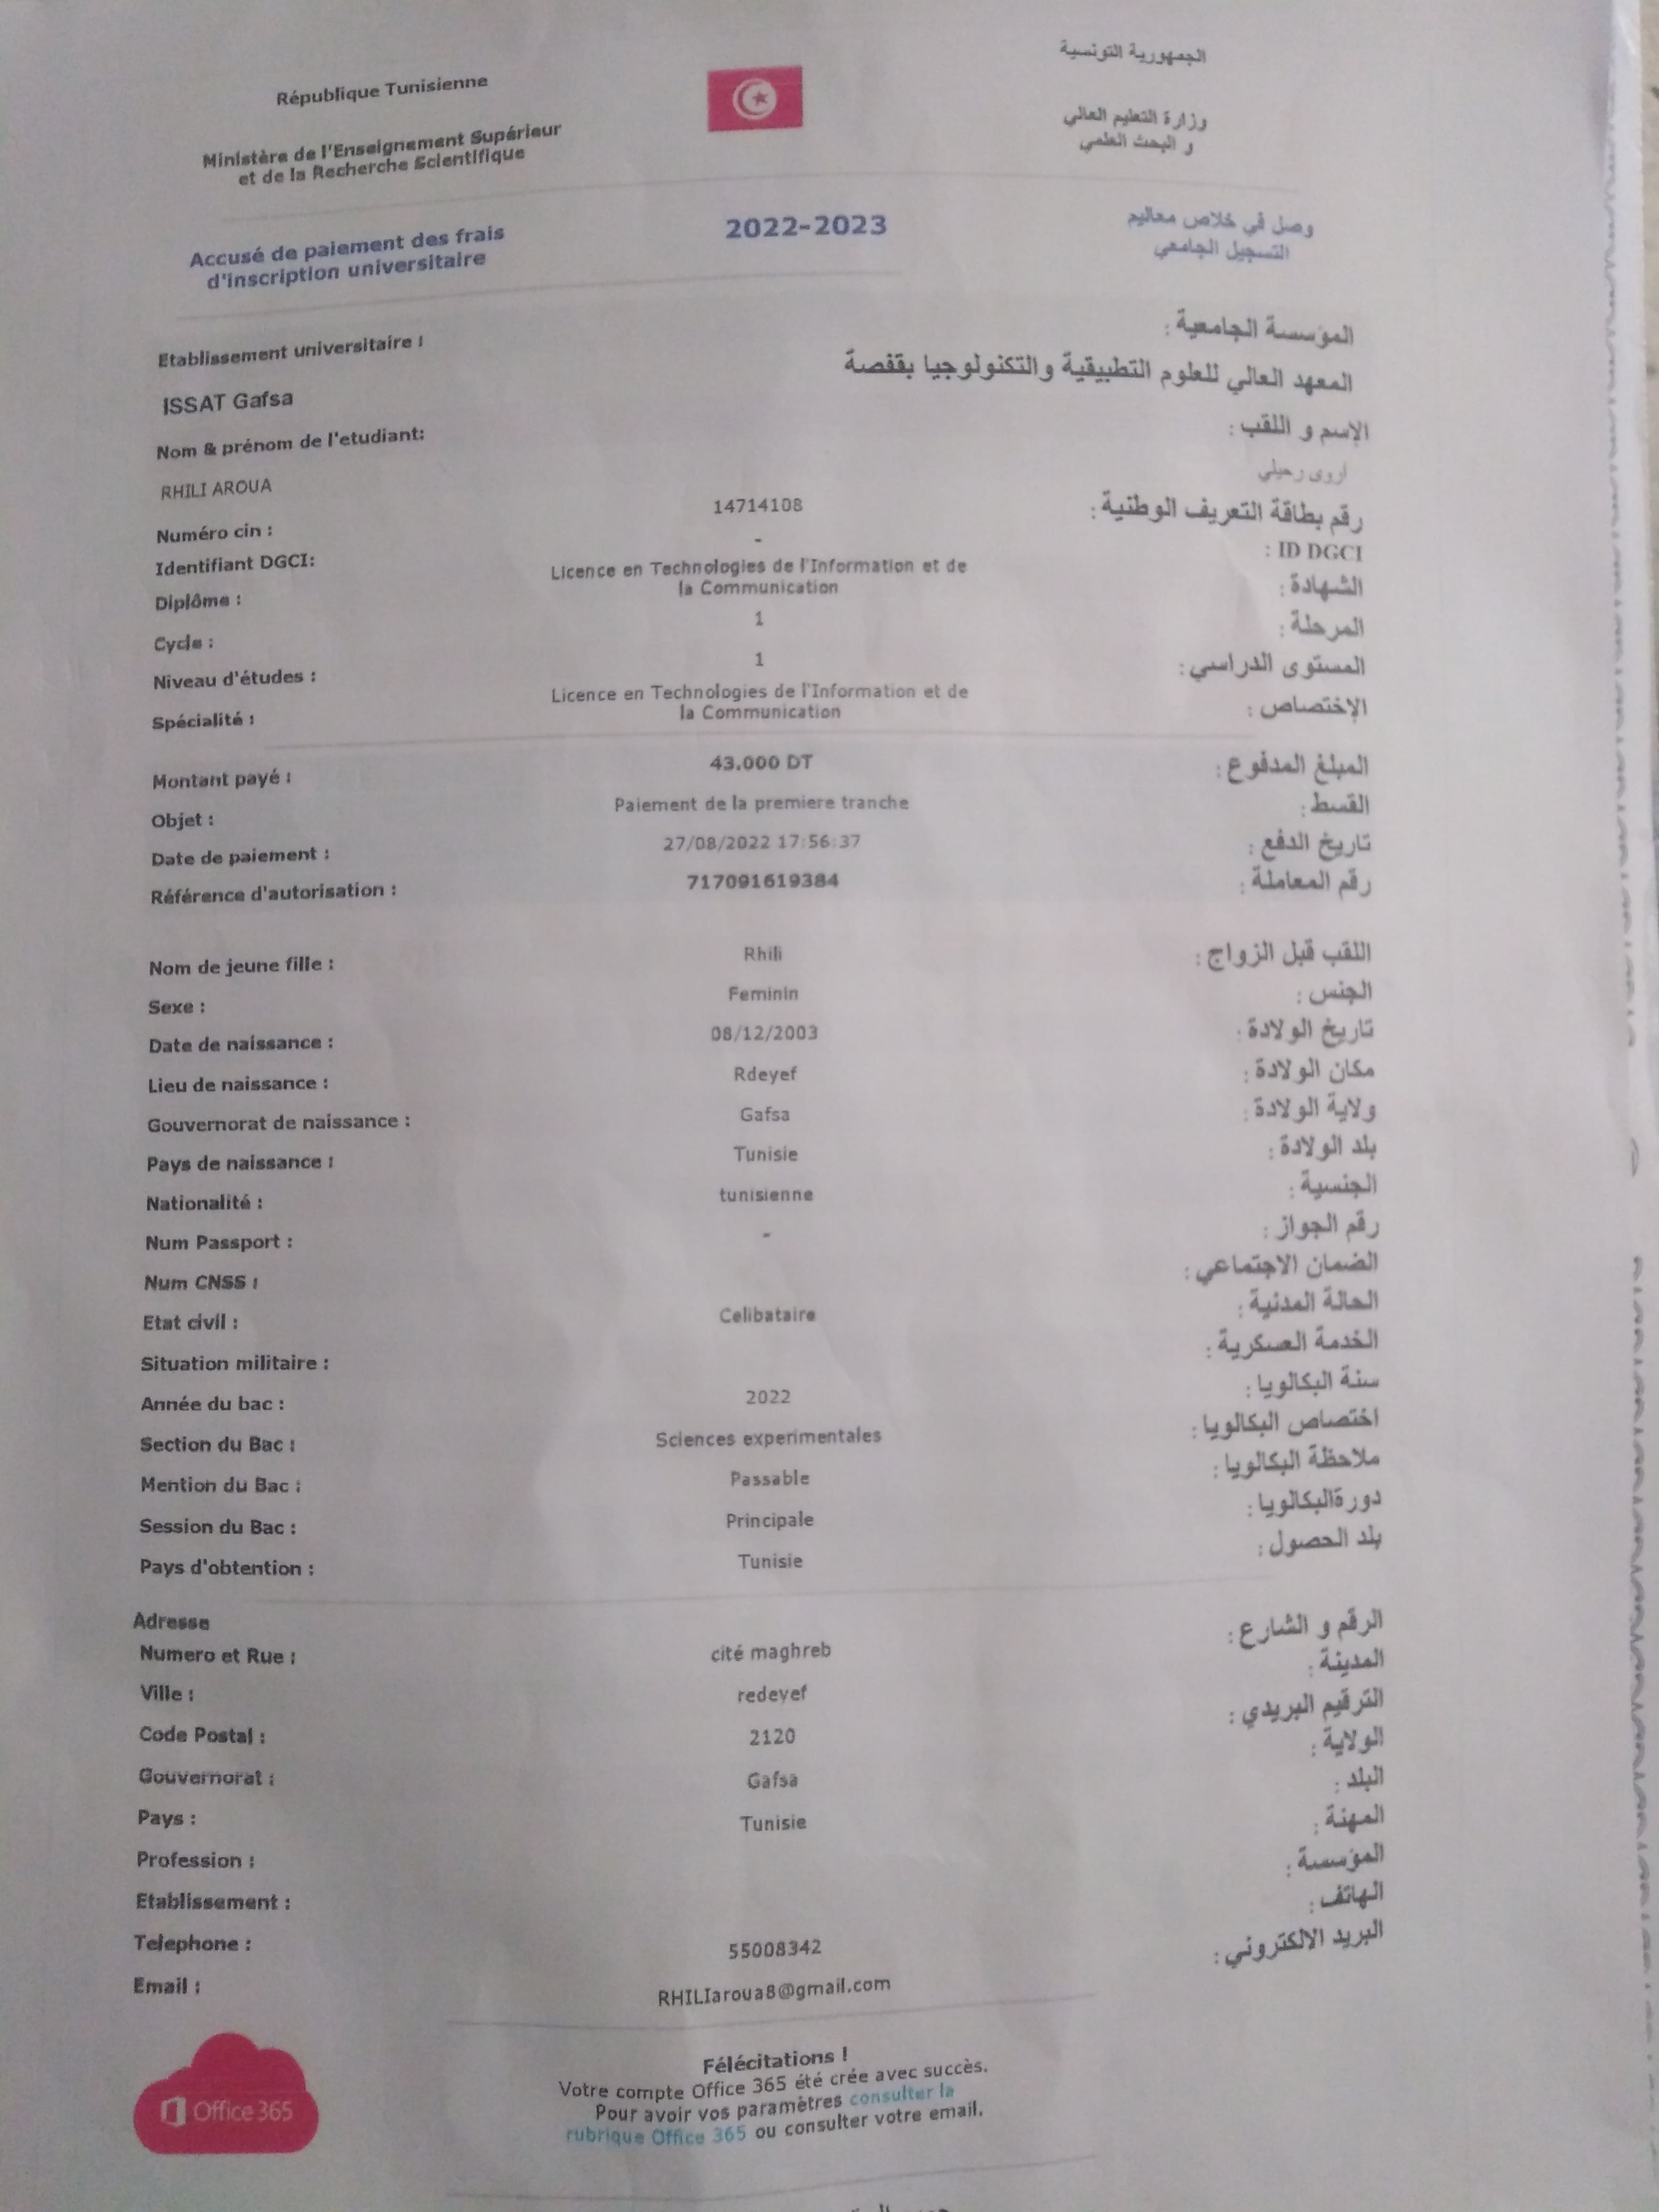 République Tunisienne
الجمهورية التونسية
Ministère de l'Enseignement Supérieur
et de la Recherche Scientifique
وزارة التعليم العالي
و البحث العلمي
Accusé de paiement des frais
d'inscription universitaire
2022-2023
وصل في خلاص معاليم
التسجيل الجامعي
Etablissement universitaire :
المؤسسة الجامعية :
ISSAT Gafsa
المعهد العالي للعلوم التطبيقية والتكنولوجيا بقفصة
Nom & prénom de l'etudiant:
الإسم و اللقب :
RHILI AROUA
اروى رحيلي
Numéro cin :
14714108
رقم بطاقة التعريف الوطنية :
Identifiant DGCI:
-
ID DGCI :
Diplôme :
Licence en Technologies de l'Information et de
la Communication
الشهادة :
Cycle :
1
المرحلة :
Niveau d'études :
1
المستوى الدراسي :
Spécialité :
Licence en Technologies de l'Information et de
la Communication
الإختصاص :
Montant payé :
43.000 DT
المبلغ المدفوع :
Objet :
Paiement de la premiere tranche
القسط :
Date de paiement :
27/08/2022 17:56:37
تاريخ الدفع :
Référence d'autorisation :
717091619384
رقم المعاملة :
Nom de jeune fille :
Rhili
اللقب قبل الزواج :
Sexe :
Feminin
الجنس :
Date de naissance :
08/12/2003
تاريخ الولادة :
Lieu de naissance :
Rdeyef
مكان الولادة :
Gouvernorat de naissance :
Gafsa
ولاية الولادة :
Pays de naissance :
Tunisie
بلد الولادة :
Nationalité :
tunisienne
الجنسية :
Num Passport :
-
رقم الجواز :
Num CNSS :
الضمان الاجتماعي :
Etat civil :
Celibataire
الحالة المدنية :
Situation militaire :
الخدمة العسكرية :
Année du bac :
2022
سنة البكالويا :
Section du Bac :
Sciences experimentales
اختصاص البكالويا :
Mention du Bac :
Passable
ملاحظة البكالويا :
Session du Bac :
Principale
دورةالبكالويا :
Pays d'obtention :
Tunisie
بلد الحصول :
Adresse
Numero et Rue :
cité maghreb
الرقم و الشارع :
Ville :
redeyef
المدينة :
Code Postal :
2120
الترقيم البريدي :
Gouvernorat :
Gafsa
الولاية :
Pays :
Tunisie
البلد :
Profession :
المهنة :
Etablissement :
المؤسسة :
Telephone :
55008342
الهاتف :
Email :
RHILIaroua8@gmail.com
البريد الالكتروني :
Félécitations !
Votre compte Office 365 été crée avec succès.
Pour avoir vos paramètres consulter la
rubrique Office 365 ou consulter votre email.
Office 365